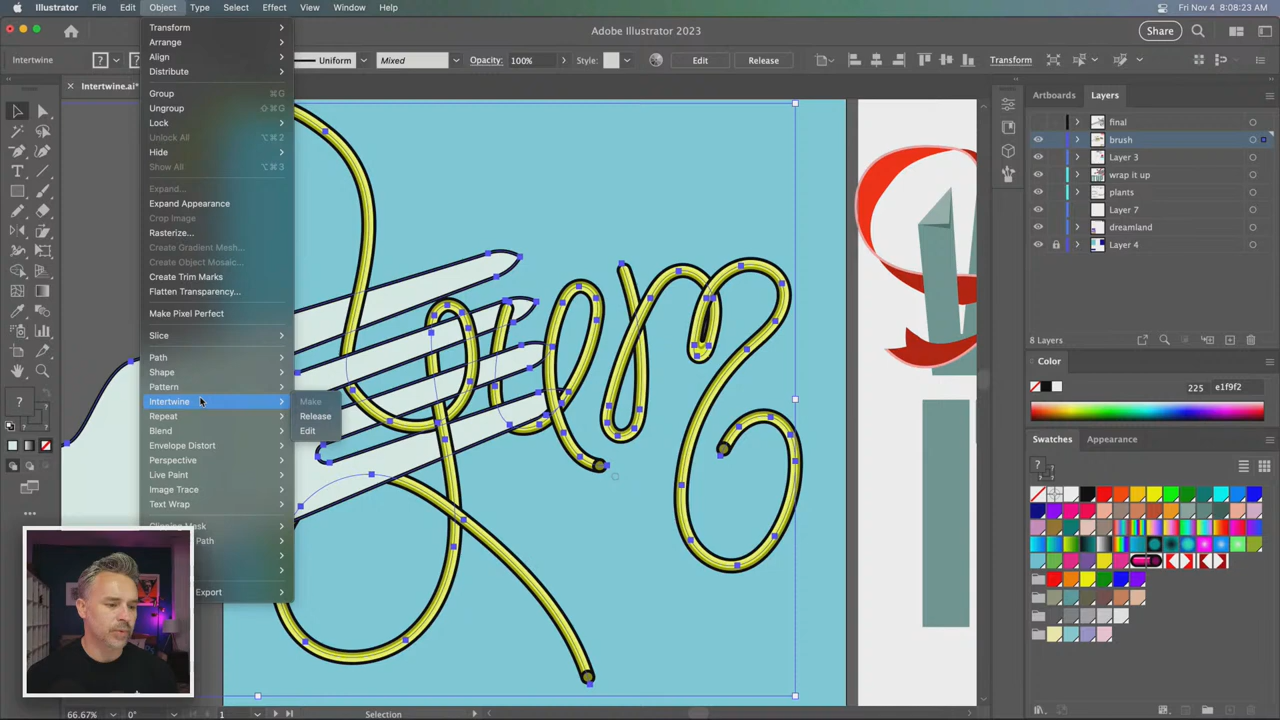 Illustrator File Edit Object Type Select Effect View Window Help
Fri Nov 4 8:08:23 AM
Adobe Illustrator 2023
Share
Intertwine
Uniform
Mixed
Opacity: 100%
Style:
Edit
Release
Transform
Intertwine.ai*
Transform
Arrange
Align
Distribute
Group ⌘G
Ungroup ⇧⌘G
Lock
Unlock All ⌥⌘2
Hide
Show All ⌥⌘3
Expand...
Expand Appearance
Crop Image
Rasterize...
Create Gradient Mesh...
Create Object Mosaic...
Create Trim Marks
Flatten Transparency...
Make Pixel Perfect
Slice
Path
Shape
Pattern
Intertwine
Repeat
Blend
Envelope Distort
Perspective
Live Paint
Image Trace
Text Wrap
Clipping Mask
Path
Export
Make
Release
Edit
Artboards Layers
final
brush
Layer 3
wrap it up
plants
Layer 7
dreamland
Layer 4
8 Layers
Color
225 e1f9f2
Swatches Appearance
66.67% 0° 1 Selection